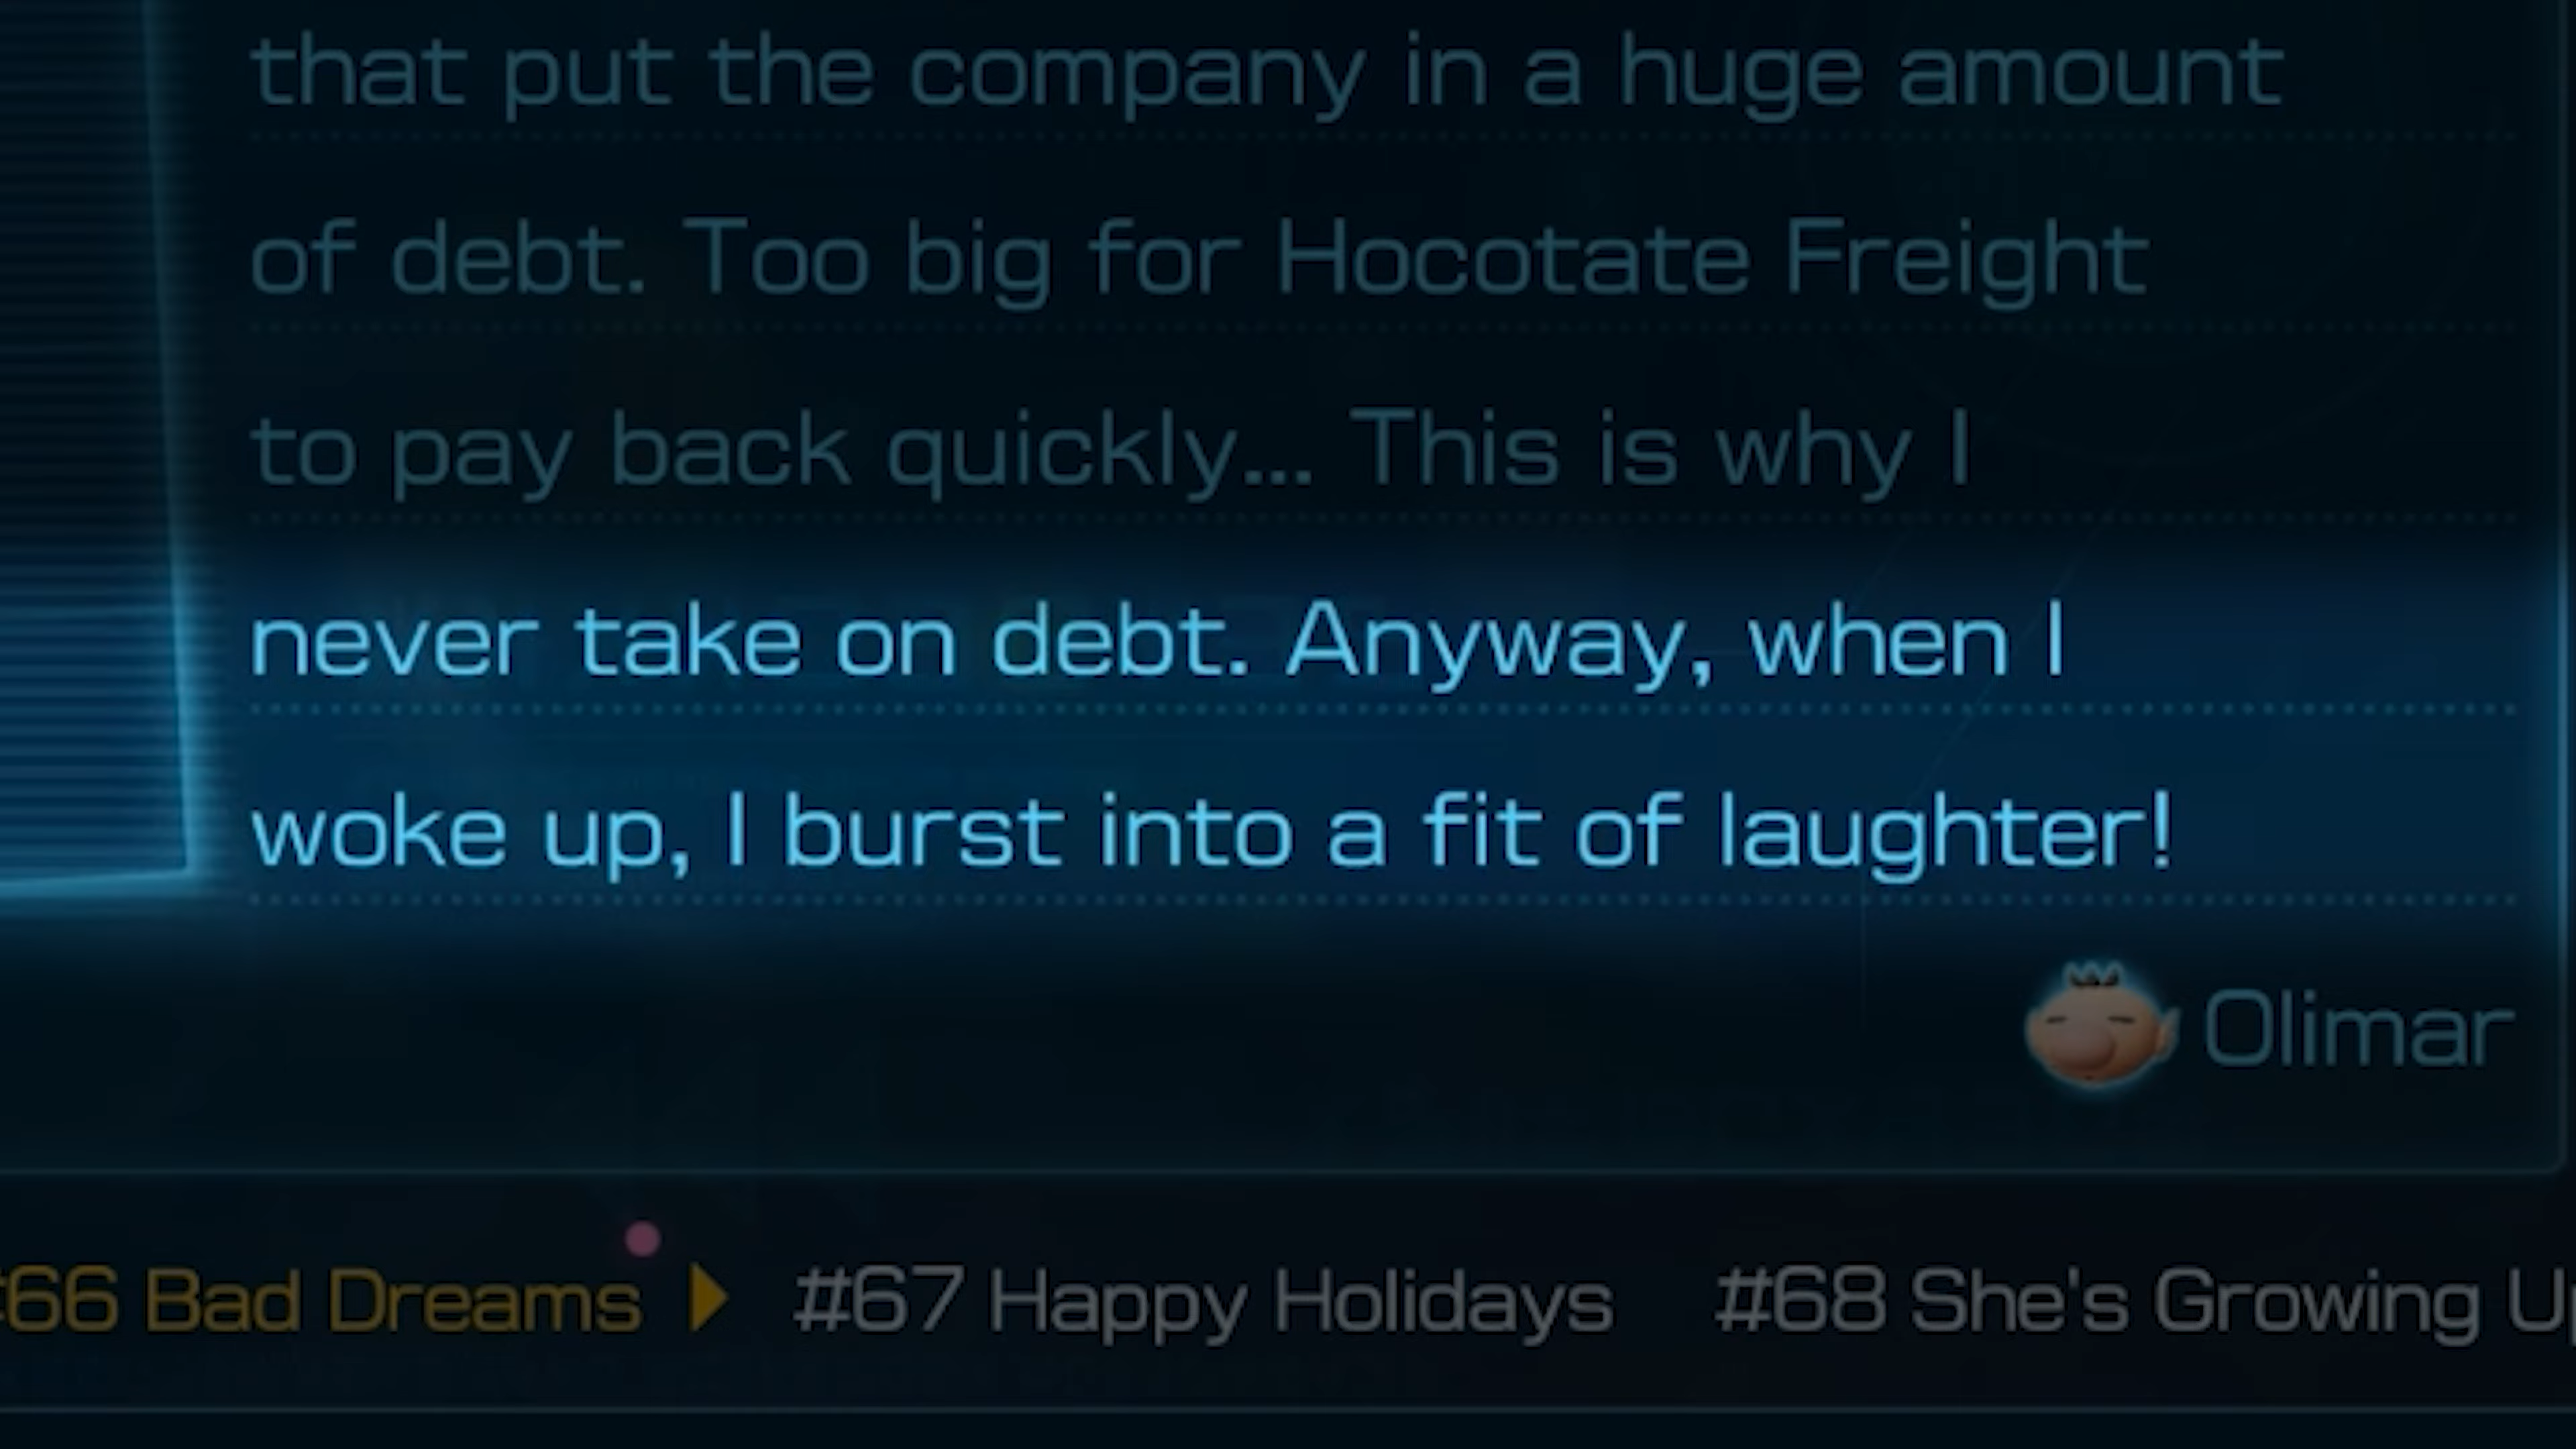 that put the company in a huge amount
of debt. Too big for Hocotate Freight
to pay back quickly... This is why I
never take on debt. Anyway, when I
woke up, I burst into a fit of laughter!
Olimar
#66 Bad Dreams #67 Happy Holidays #68 She's Growing Up